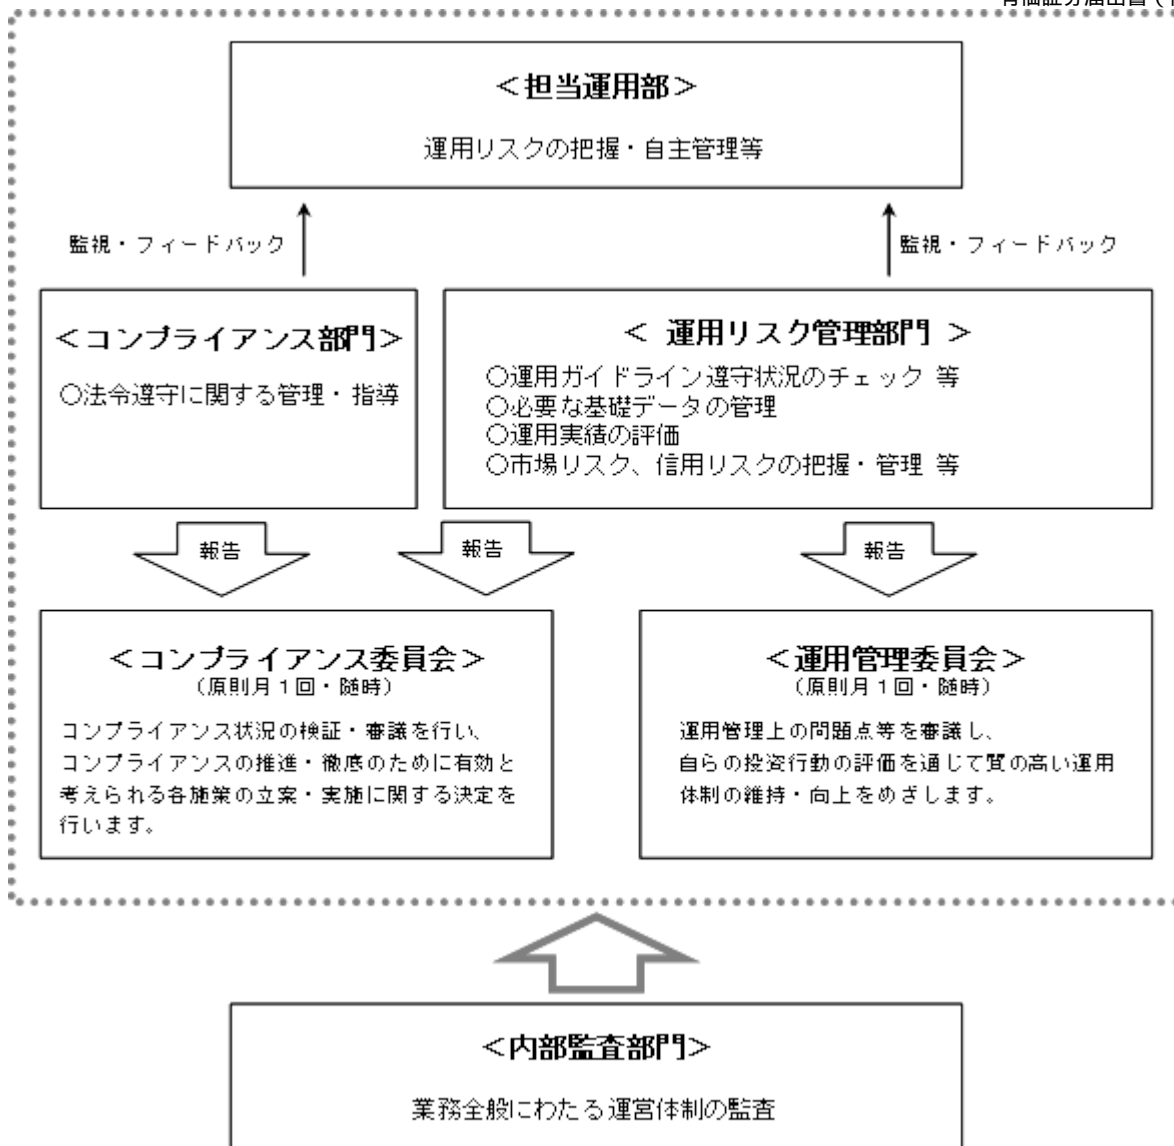 ＜担当運用部＞
運用リスクの把握・自主管理等
監視・フィードバック
監視・フィードバック
＜コンプライアンス部門＞
〇法令遵守に関する管理・指導
＜ 運用リスク管理部門 ＞
〇運用ガイドライン遵守状況のチェック 等
〇必要な基礎データの管理
〇運用実績の評価
〇市場リスク、信用リスクの把握・管理 等
報告
報告
報告
＜コンプライアンス委員会＞
（原則月１回・随時）
コンプライアンス状況の検証・審議を行い、
コンプライアンスの推進・徹底のために有効と
考えられる各施策の立案・実施に関する決定を
行います。
＜運用管理委員会＞
（原則月１回・随時）
運用管理上の問題点等を審議し、
自らの投資行動の評価を通じて質の高い運用
体制の維持・向上をめざします。
＜内部監査部門＞
業務全般にわたる運営体制の監査